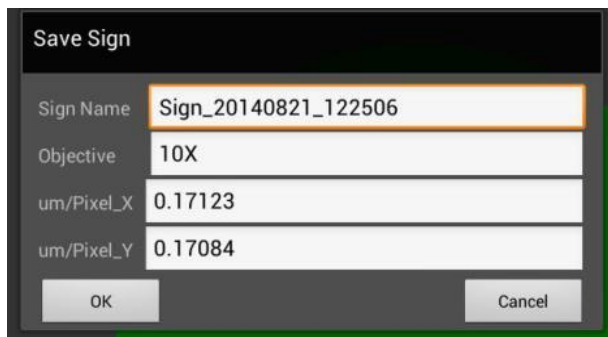 Save Sign
Sign Name Sign_20140821_122506
Objective 10X
um/Pixel_X 0.17123
um/Pixel_Y 0.17084
OK Cancel